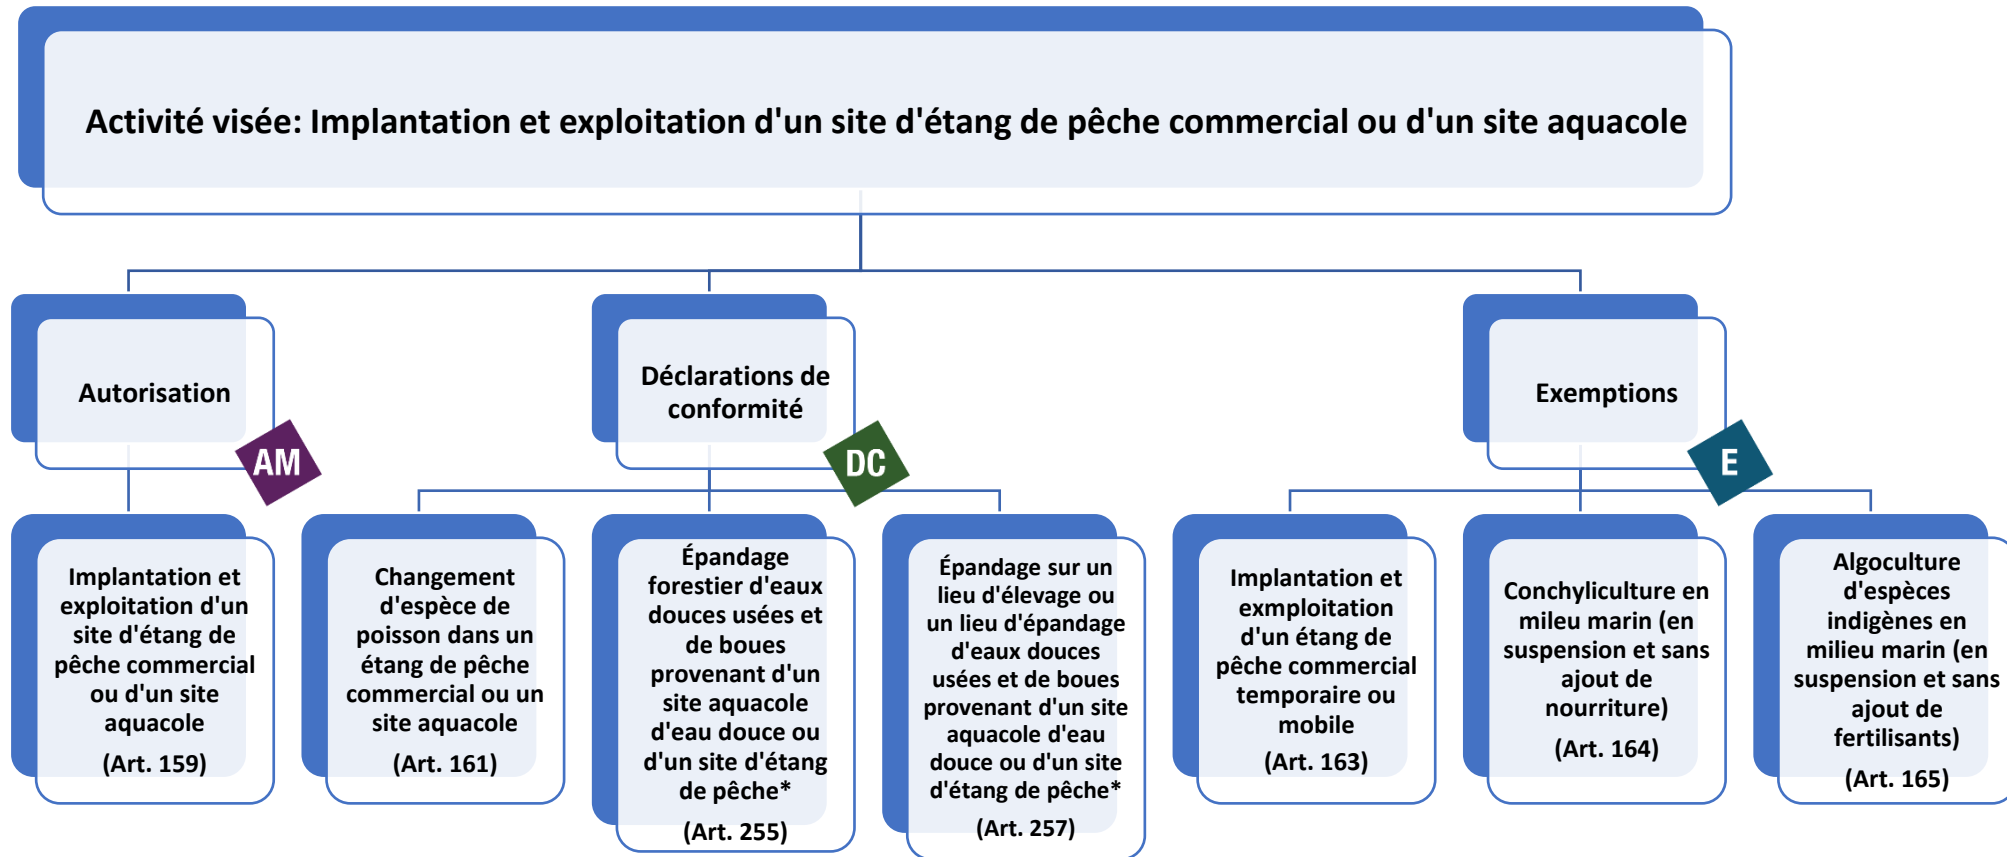 Activité visée: Implantation et exploitation d'un site d'étang de pêche commercial ou d'un site aquacole
Autorisation
AM
Déclarations de
conformité
DC
Exemptions
E
Implantation et
exploitation d'un
site d'étang de
pêche commercial
ou d'un site
aquacole
(Art. 159)
Changement
d'espèce de
poisson dans un
étang de pêche
commercial ou un
site aquacole
(Art. 161)
Épandage
forestier d'eaux
douces usées et
de boues
provenant d'un
site aquacole
d'eau douce ou
d'un site d'étang
de pêche*
(Art. 255)
Épandage sur un
lieu d'élevage ou
un lieu d'épandage
d'eaux douces
usées et de boues
provenant d'un site
aquacole d'eau
douce ou d'un site
d'étang de pêche*
(Art. 257)
Implantation et
exmploitation
d'un étang de
pêche commercial
temporaire ou
mobile
(Art. 163)
Conchyliculture en
mileu marin (en
suspension et sans
ajout de
nourriture)
(Art. 164)
Algoculture
d'espèces
indigènes en
milieu marin (en
suspension et sans
ajout de
fertilisants)
(Art. 165)